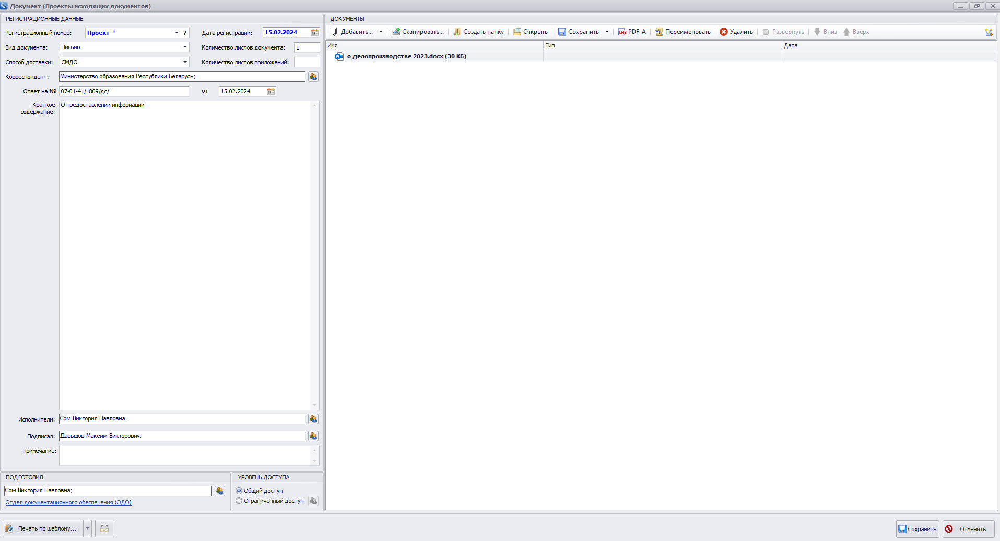 Документ (Проекты исходящих документов)
РЕГИСТРАЦИОННЫЕ ДАННЫЕ
Регистрационный номер: Проект-* ? Дата регистрации: 15.02.2024
Вид документа: Письмо Количество листов документа: 1
Способ доставки: СМДО Количество листов приложений:
Корреспондент: Министерство образования Республики Беларусь;
Ответ на № 07-01-41/1809/дс/ от 15.02.2024
Краткое содержание: О предоставлении информации
Исполнители: Сом Виктория Павловна;
Подписал: Давыдов Максим Викторович;
Примечание:
ПОДГОТОВИЛ
Сом Виктория Павловна;
Отдел документационного обеспечения (ОДО)
УРОВЕНЬ ДОСТУПА
Общий доступ
Ограниченный доступ
ДОКУМЕНТЫ
Добавить... Сканировать... Создать папку Открыть Сохранить PDF-A Переименовать Удалить Развернуть Вниз Вверх
Имя Тип Дата
о делопроизводстве 2023.docx (30 КБ)
Печать по шаблону... Сохранить Отменить